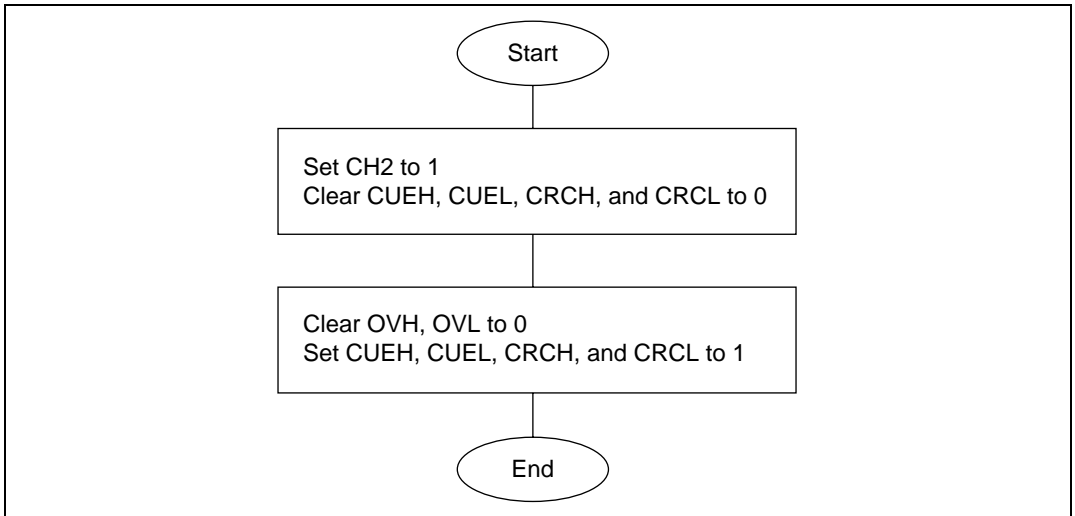 Start
Set CH2 to 1
Clear CUEH, CUEL, CRCH, and CRCL to 0
Clear OVH, OVL to 0
Set CUEH, CUEL, CRCH, and CRCL to 1
End